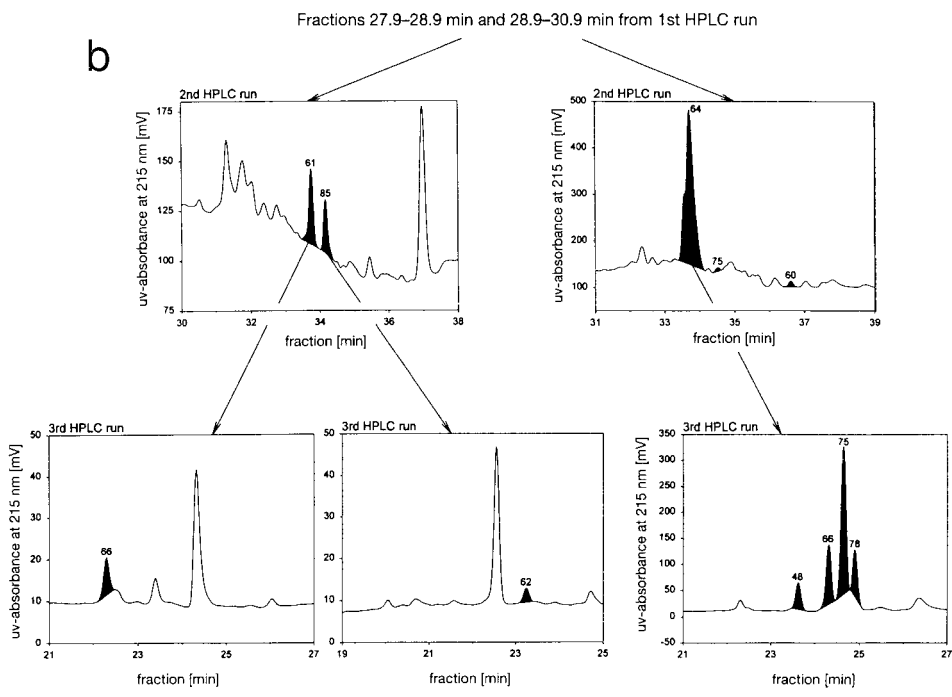 Fractions 27.9–28.9 min and 28.9–30.9 min from 1st HPLC run
b
2nd HPLC run
uv-absorbance at 215 nm [mV]
175
150
125
100
75
61
85
30 32 34 36 38
fraction [min]
2nd HPLC run
uv-absorbance at 215 nm [mV]
500
400
300
200
100
64
75
60
31 33 35 37 39
fraction [min]
3rd HPLC run
uv-absorbance at 215 nm [mV]
50
40
30
20
10
0
66
21 23 25 27
fraction [min]
3rd HPLC run
50
40
30
20
10
0
62
19 21 23 25
fraction [min]
3rd HPLC run
uv-absorbance at 215 nm [mV]
350
300
250
200
150
100
50
0
-50
48
66
75
78
21 23 25 27
fraction [min]